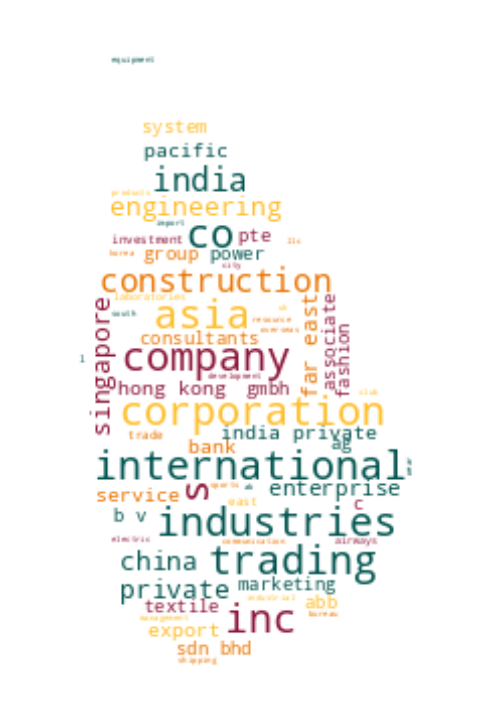 equipment
system
pacific
india
products
engineering
import
co
pte
investment
llc
korea
group
power
city
construction
laboratories
singapore
south
asia
resource
sk
far east
associate
fashion
overseas
consultants
1
company
development
hong kong
gmbh
club
corporation
trade
india private
ag
bank
international
s
sports
enterprise
service
east
c
b v
industries
electric
communication
airways
china
trading
private
marketing
industrial
abb
textile
bureau
management
inc
export
sdn bhd
shipping